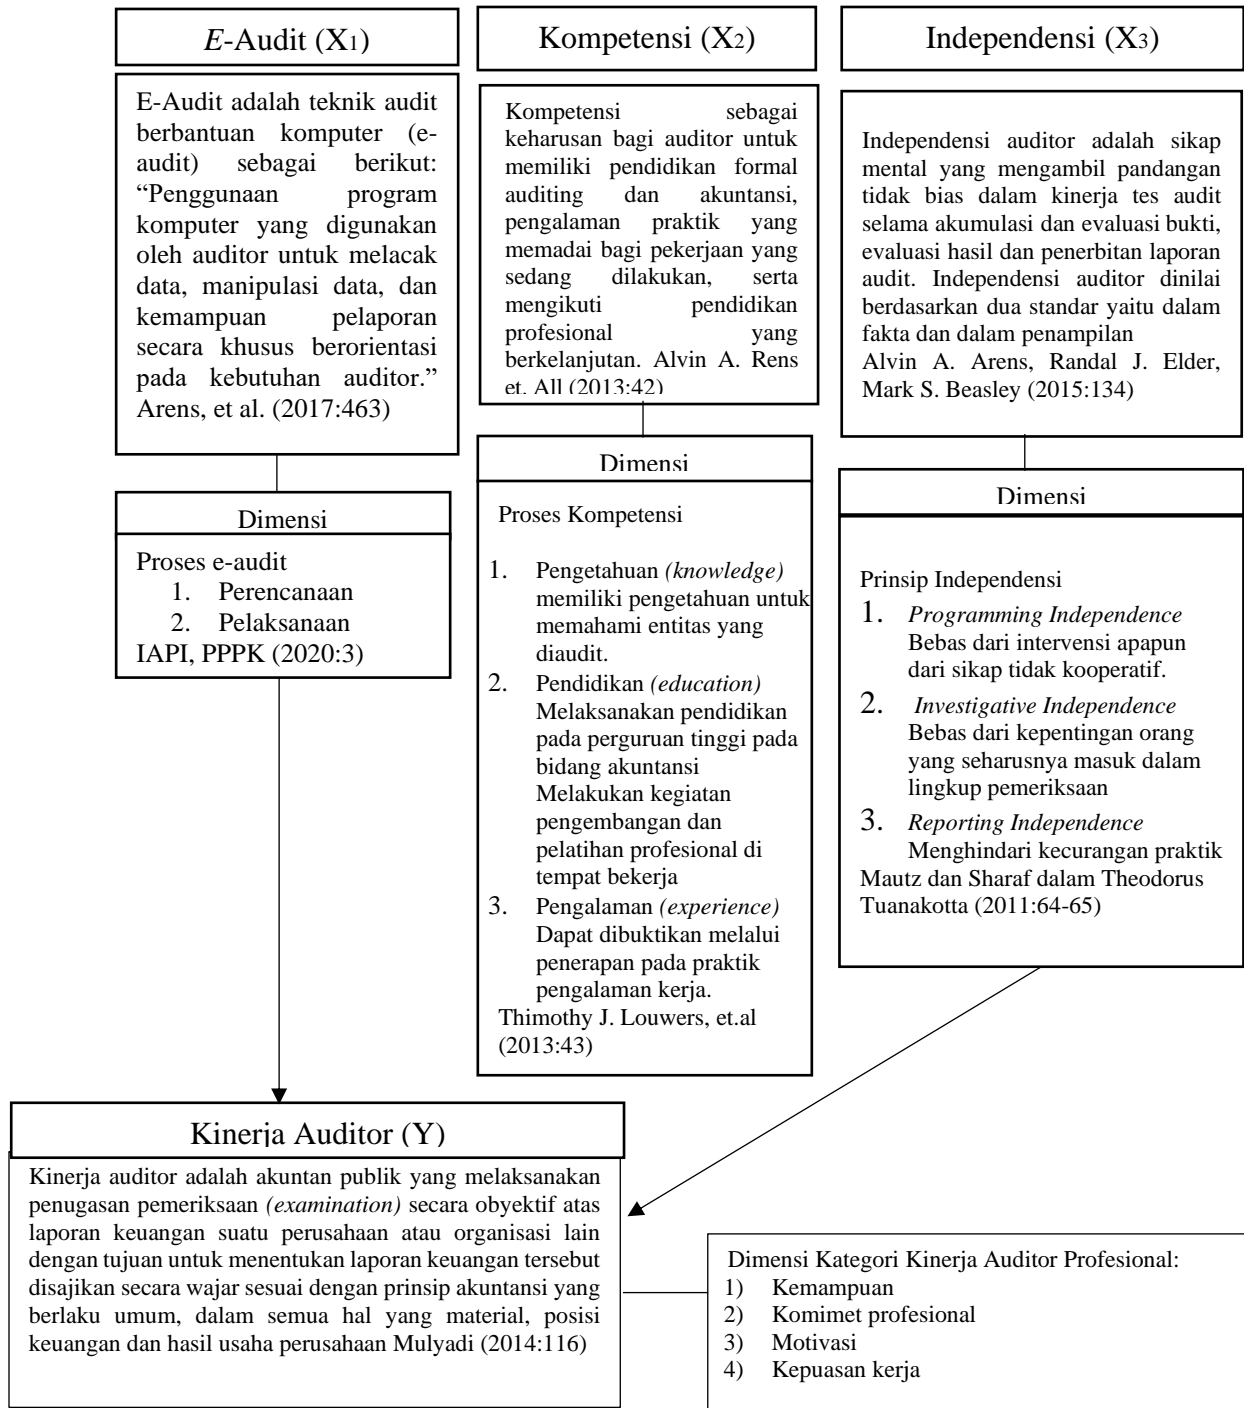 E-Audit (X1)
E-Audit adalah teknik audit
berbantuan komputer (e-
audit) sebagai berikut:
“Penggunaan program
komputer yang digunakan
oleh auditor untuk melacak
data, manipulasi data, dan
kemampuan pelaporan
secara khusus berorientasi
pada kebutuhan auditor.”
Arens, et al. (2017:463)
Dimensi
Proses e-audit
1. Perencanaan
2. Pelaksanaan
IAPI, PPPK (2020:3)
Kompetensi (X2)
Kompetensi sebagai
keharusan bagi auditor untuk
memiliki pendidikan formal
auditing dan akuntansi,
pengalaman praktik yang
memadai bagi pekerjaan yang
sedang dilakukan, serta
mengikuti pendidikan
profesional yang
berkelanjutan. Alvin A. Rens
et. All (2013:42)
Dimensi
Proses Kompetensi
1. Pengetahuan (knowledge)
memiliki pengetahuan untuk
memahami entitas yang
diaudit.
2. Pendidikan (education)
Melaksanakan pendidikan
pada perguruan tinggi pada
bidang akuntansi
Melakukan kegiatan
pengembangan dan
pelatihan profesional di
tempat bekerja
3. Pengalaman (experience)
Dapat dibuktikan melalui
penerapan pada praktik
pengalaman kerja.
Thimothy J. Louwers, et.al
(2013:43)
Independensi (X3)
Independensi auditor adalah sikap
mental yang mengambil pandangan
tidak bias dalam kinerja tes audit
selama akumulasi dan evaluasi bukti,
evaluasi hasil dan penerbitan laporan
audit. Independensi auditor dinilai
berdasarkan dua standar yaitu dalam
fakta dan dalam penampilan
Alvin A. Arens, Randal J. Elder,
Mark S. Beasley (2015:134)
Dimensi
Prinsip Independensi
1. Programming Independence
Bebas dari intervensi apapun
dari sikap tidak kooperatif.
2. Investigative Independence
Bebas dari kepentingan orang
yang seharusnya masuk dalam
lingkup pemeriksaan
3. Reporting Independence
Menghindari kecurangan praktik
Mautz dan Sharaf dalam Theodorus
Tuanakotta (2011:64-65)
Kinerja Auditor (Y)
Kinerja auditor adalah akuntan publik yang melaksanakan
penugasan pemeriksaan (examination) secara obyektif atas
laporan keuangan suatu perusahaan atau organisasi lain
dengan tujuan untuk menentukan laporan keuangan tersebut
disajikan secara wajar sesuai dengan prinsip akuntansi yang
berlaku umum, dalam semua hal yang material, posisi
keuangan dan hasil usaha perusahaan Mulyadi (2014:116)
Dimensi Kategori Kinerja Auditor Profesional:
1) Kemampuan
2) Komimet profesional
3) Motivasi
4) Kepuasan kerja